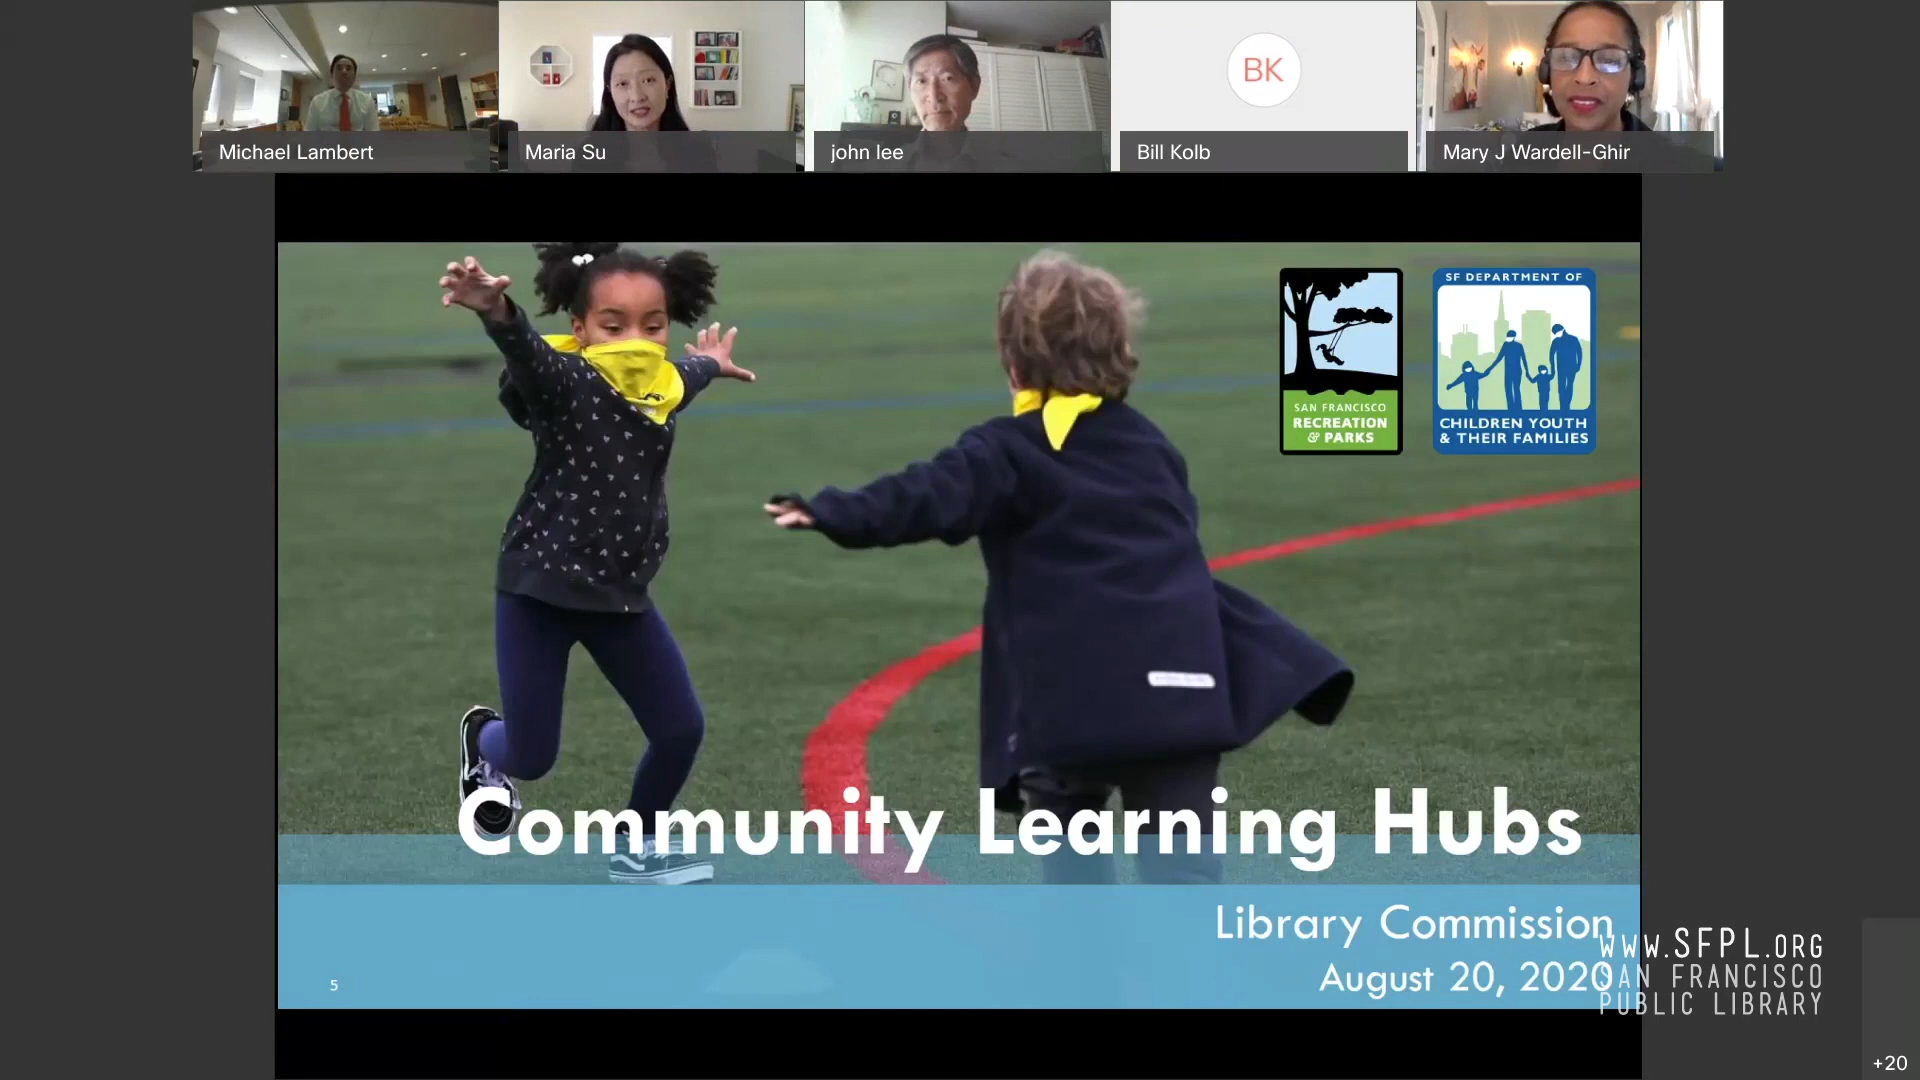 Michael Lambert
Maria Su
john lee
BK
Bill Kolb
Mary J Wardell-Ghir
SAN FRANCISCO
RECREATION
& PARKS
SF DEPARTMENT OF
CHILDREN YOUTH
& THEIR FAMILIES
Community Learning Hubs
Library Commission
August 20, 2020
5
WWW.SFPL.ORG
SAN FRANCISCO
PUBLIC LIBRARY
+20